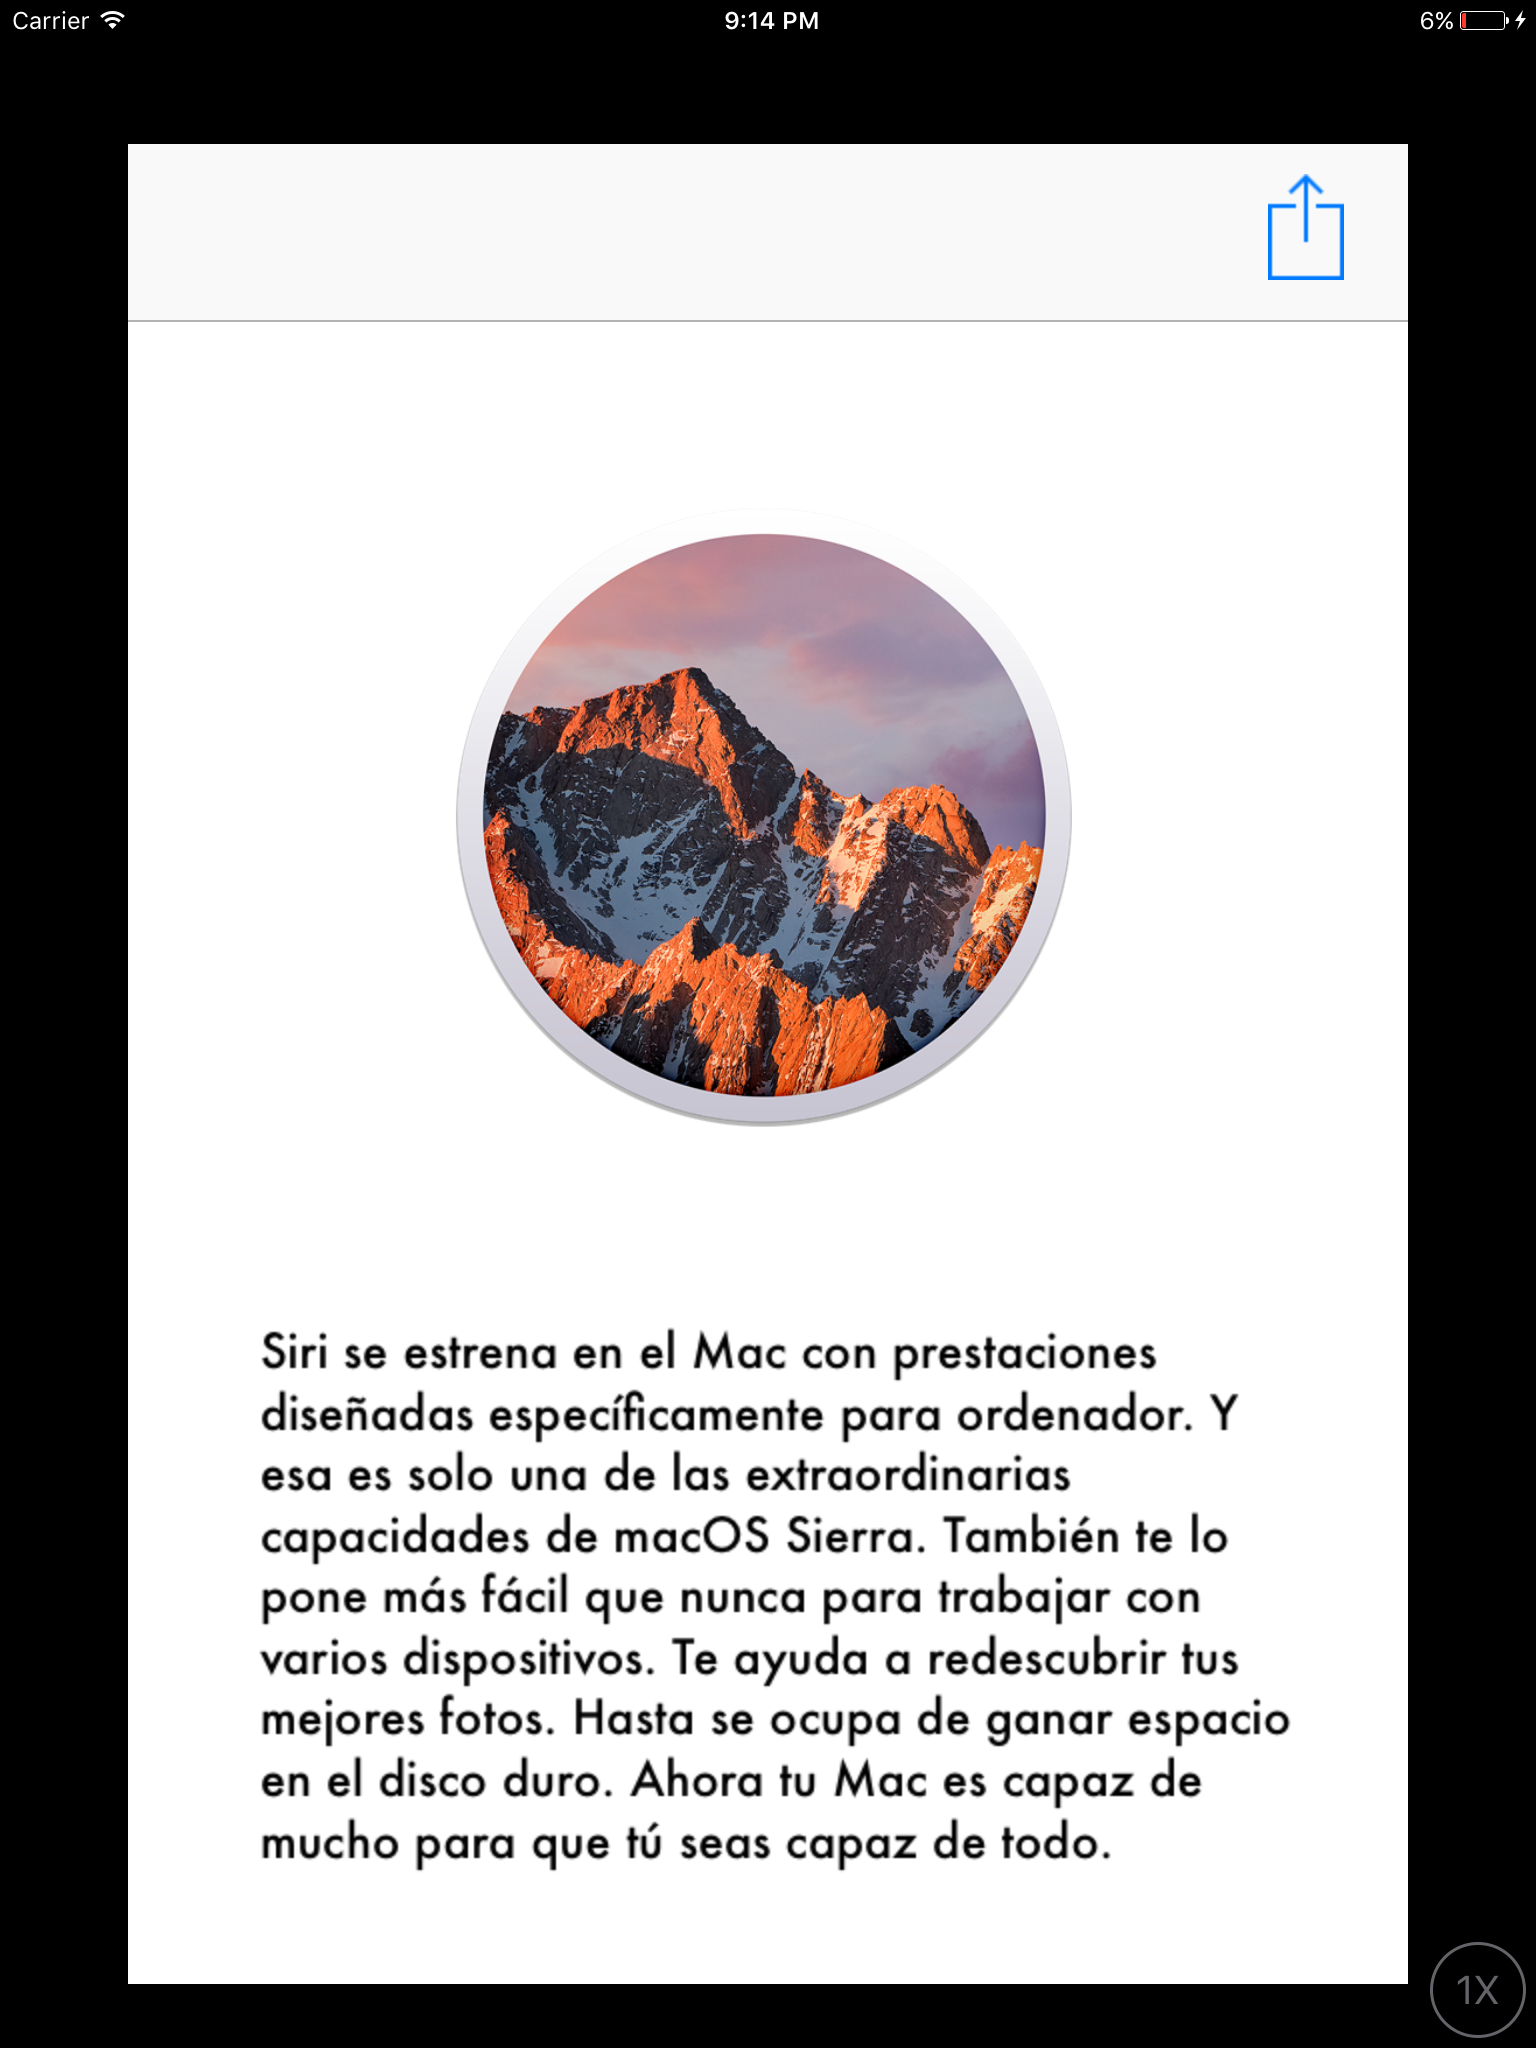 Carrier 9:14 PM 6%
Siri se estrena en el Mac con prestaciones
diseñadas específicamente para ordenador. Y
esa es solo una de las extraordinarias
capacidades de macOS Sierra. También te lo
pone más fácil que nunca para trabajar con
varios dispositivos. Te ayuda a redescubrir tus
mejores fotos. Hasta se ocupa de ganar espacio
en el disco duro. Ahora tu Mac es capaz de
mucho para que tú seas capaz de todo.
1X